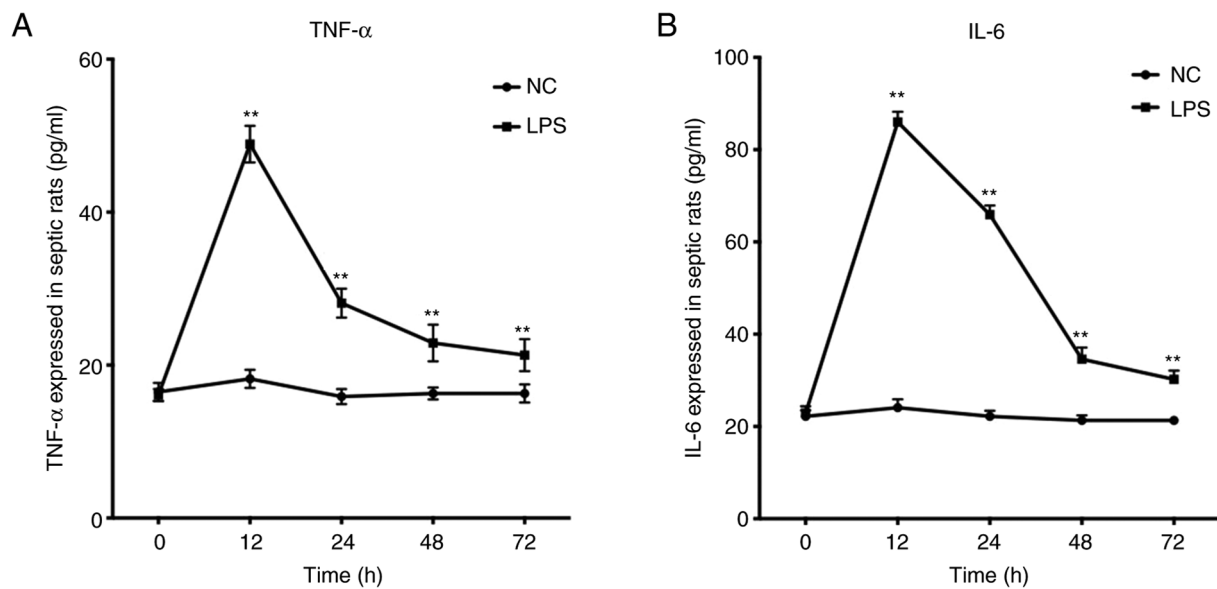 A
TNF-α
TNF-α expressed in septic rats (pg/ml)
60
40
20
0
NC
LPS
**
**
**
**
0 12 24 48 72
Time (h)
B
IL-6
IL-6 expressed in septic rats (pg/ml)
100
80
60
40
20
0
NC
LPS
**
**
**
**
0 12 24 48 72
Time (h)